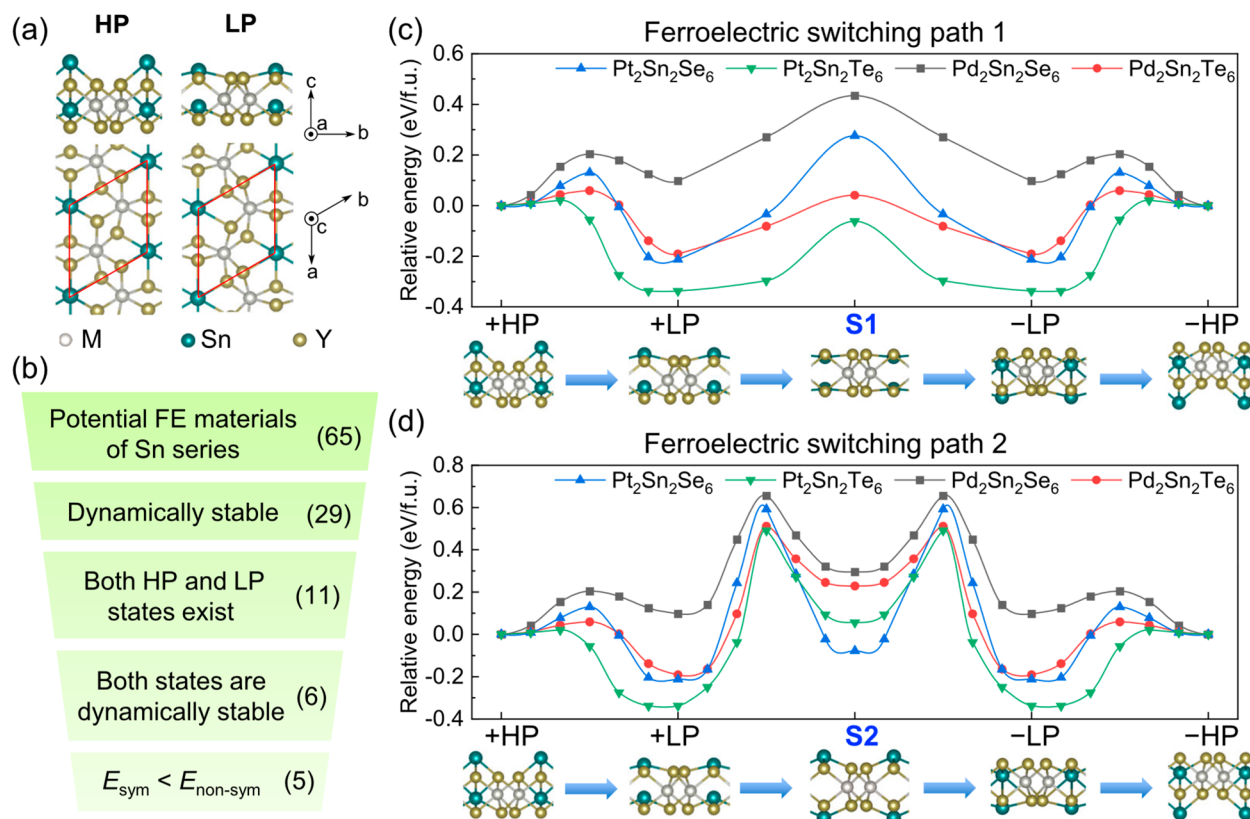 (a)
HP
LP
c
a
b
b
c
a
M
Sn
Y
(b)
Potential FE materials
of Sn series
(65)
Dynamically stable
(29)
Both HP and LP
states exist
(11)
Both states are
dynamically stable
(6)
E_sym < E_non-sym
(5)
(c)
Ferroelectric switching path 1
Pt₂Sn₂Se₆
Pt₂Sn₂Te₆
Pd₂Sn₂Se₆
Pd₂Sn₂Te₆
Relative energy (eV/f.u.)
0.6
0.4
0.2
0.0
-0.2
-0.4
+HP
+LP
S1
−LP
−HP
(d)
Ferroelectric switching path 2
Pt₂Sn₂Se₆
Pt₂Sn₂Te₆
Pd₂Sn₂Se₆
Pd₂Sn₂Te₆
Relative energy (eV/f.u.)
0.8
0.6
0.4
0.2
0.0
-0.2
-0.4
+HP
+LP
S2
−LP
−HP